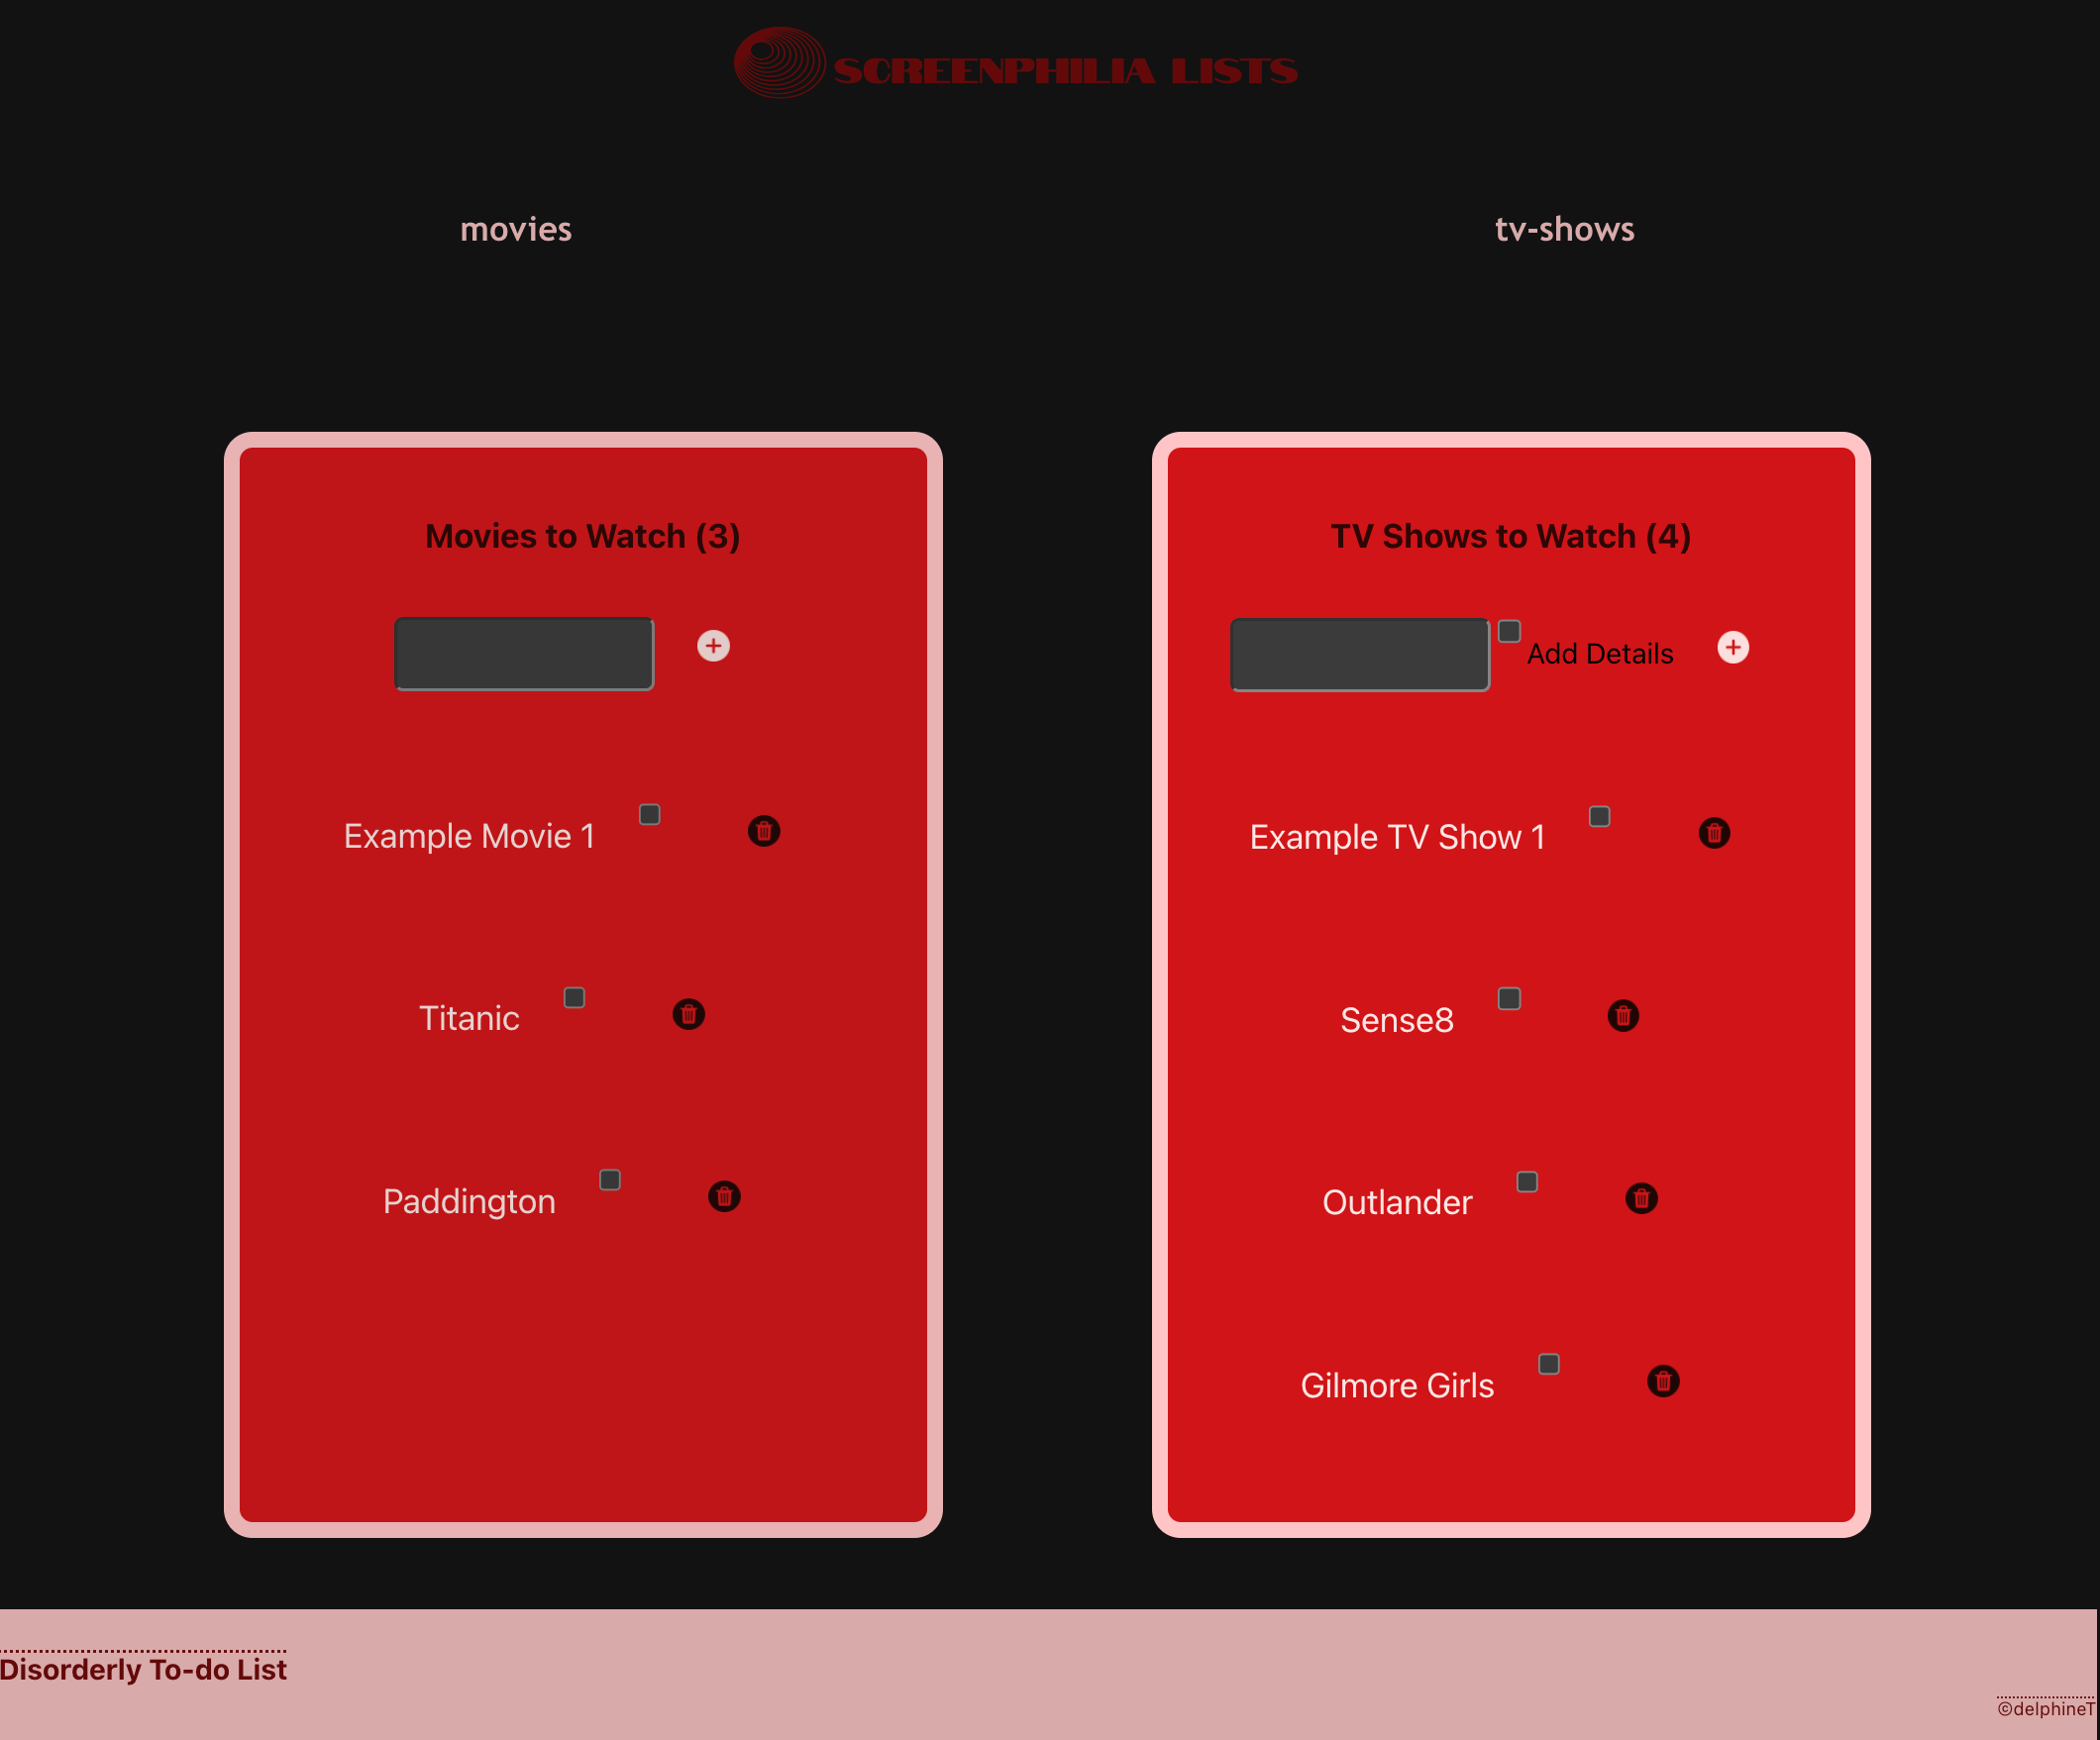 SCREENPHILIA LISTS
movies
tv-shows
Movies to Watch (3)
Example Movie 1
Titanic
Paddington
TV Shows to Watch (4)
Add Details
Example TV Show 1
Sense8
Outlander
Gilmore Girls
Disorderly To-do List
©delphineT